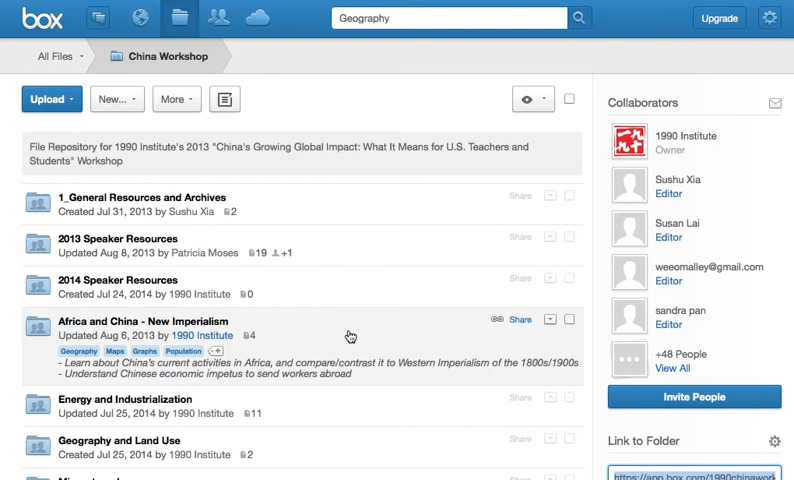 box
Geography
Upgrade
All Files
China Workshop
Upload
New...
More
File Repository for 1990 Institute's 2013 "China's Growing Global Impact: What It Means for U.S. Teachers and
Students" Workshop
1_General Resources and Archives
Share
Created Jul 31, 2013 by Sushu Xia 2
2013 Speaker Resources
Share
Updated Aug 8, 2013 by Patricia Moses 19 +1
2014 Speaker Resources
Share
Created Jul 24, 2014 by 1990 Institute 0
Africa and China - New Imperialism
Share
Updated Aug 6, 2013 by 1990 Institute 4
Geography Maps Graphs Population +
- Learn about China's current activities in Africa, and compare/contrast it to Western Imperialism of the 1800s/1900s
- Understand Chinese economic impetus to send workers abroad
Energy and Industrialization
Share
Updated Jul 25, 2014 by 1990 Institute 11
Geography and Land Use
Share
Created Jul 25, 2014 by 1990 Institute 2
Collaborators
1990 Institute
Owner
Sushu Xia
Editor
Susan Lai
Editor
weeomalley@gmail.com
Editor
sandra pan
Editor
+48 People
View All
Invite People
Link to Folder
https://app.box.com/1990chinawork